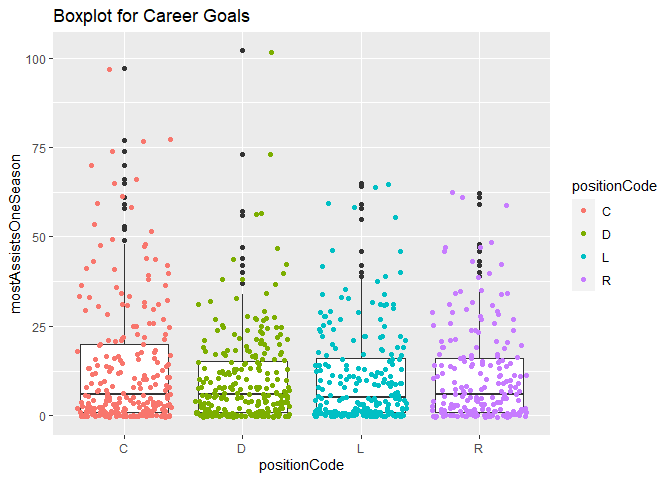 Boxplot for Career Goals
mostAssistsOneSeason
100
75
50
25
0
C
D
L
R
positionCode
positionCode
C
D
L
R